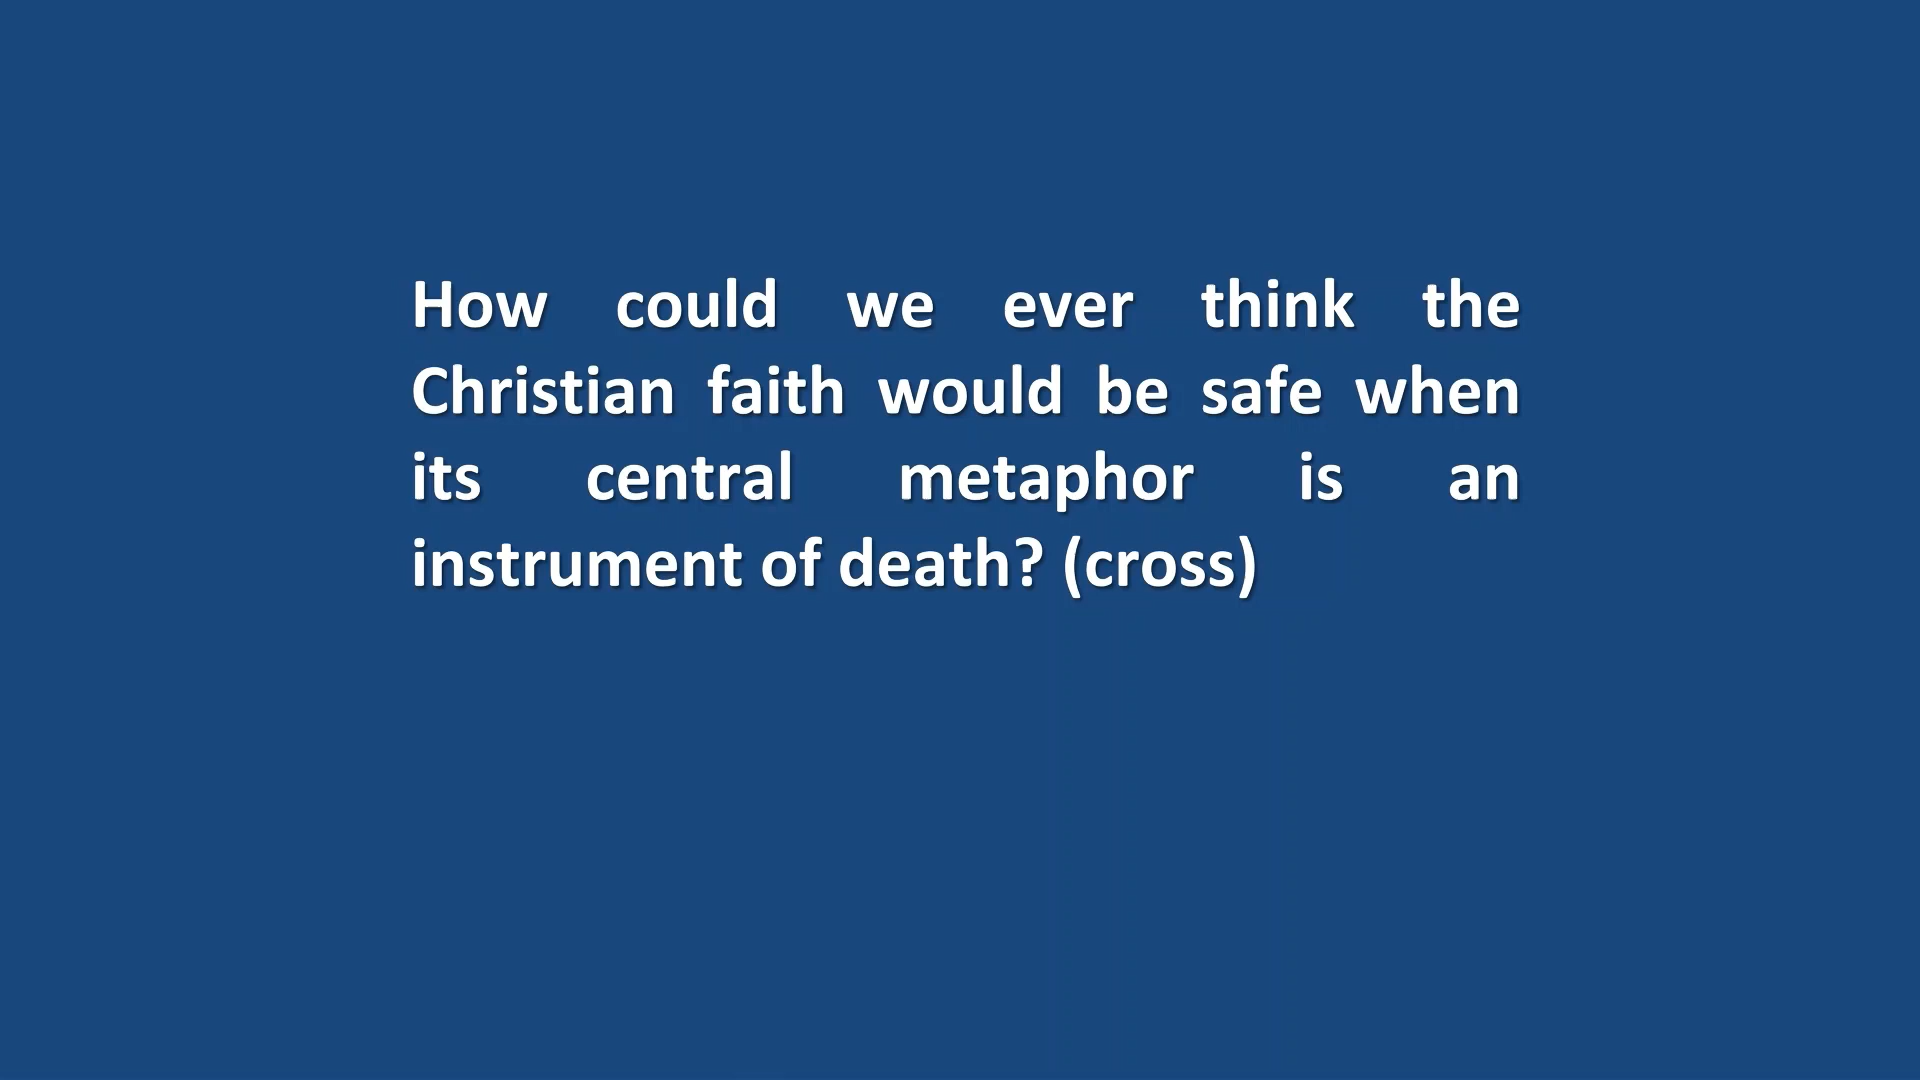 How could we ever think the
Christian faith would be safe when
its central metaphor is an
instrument of death? (cross)